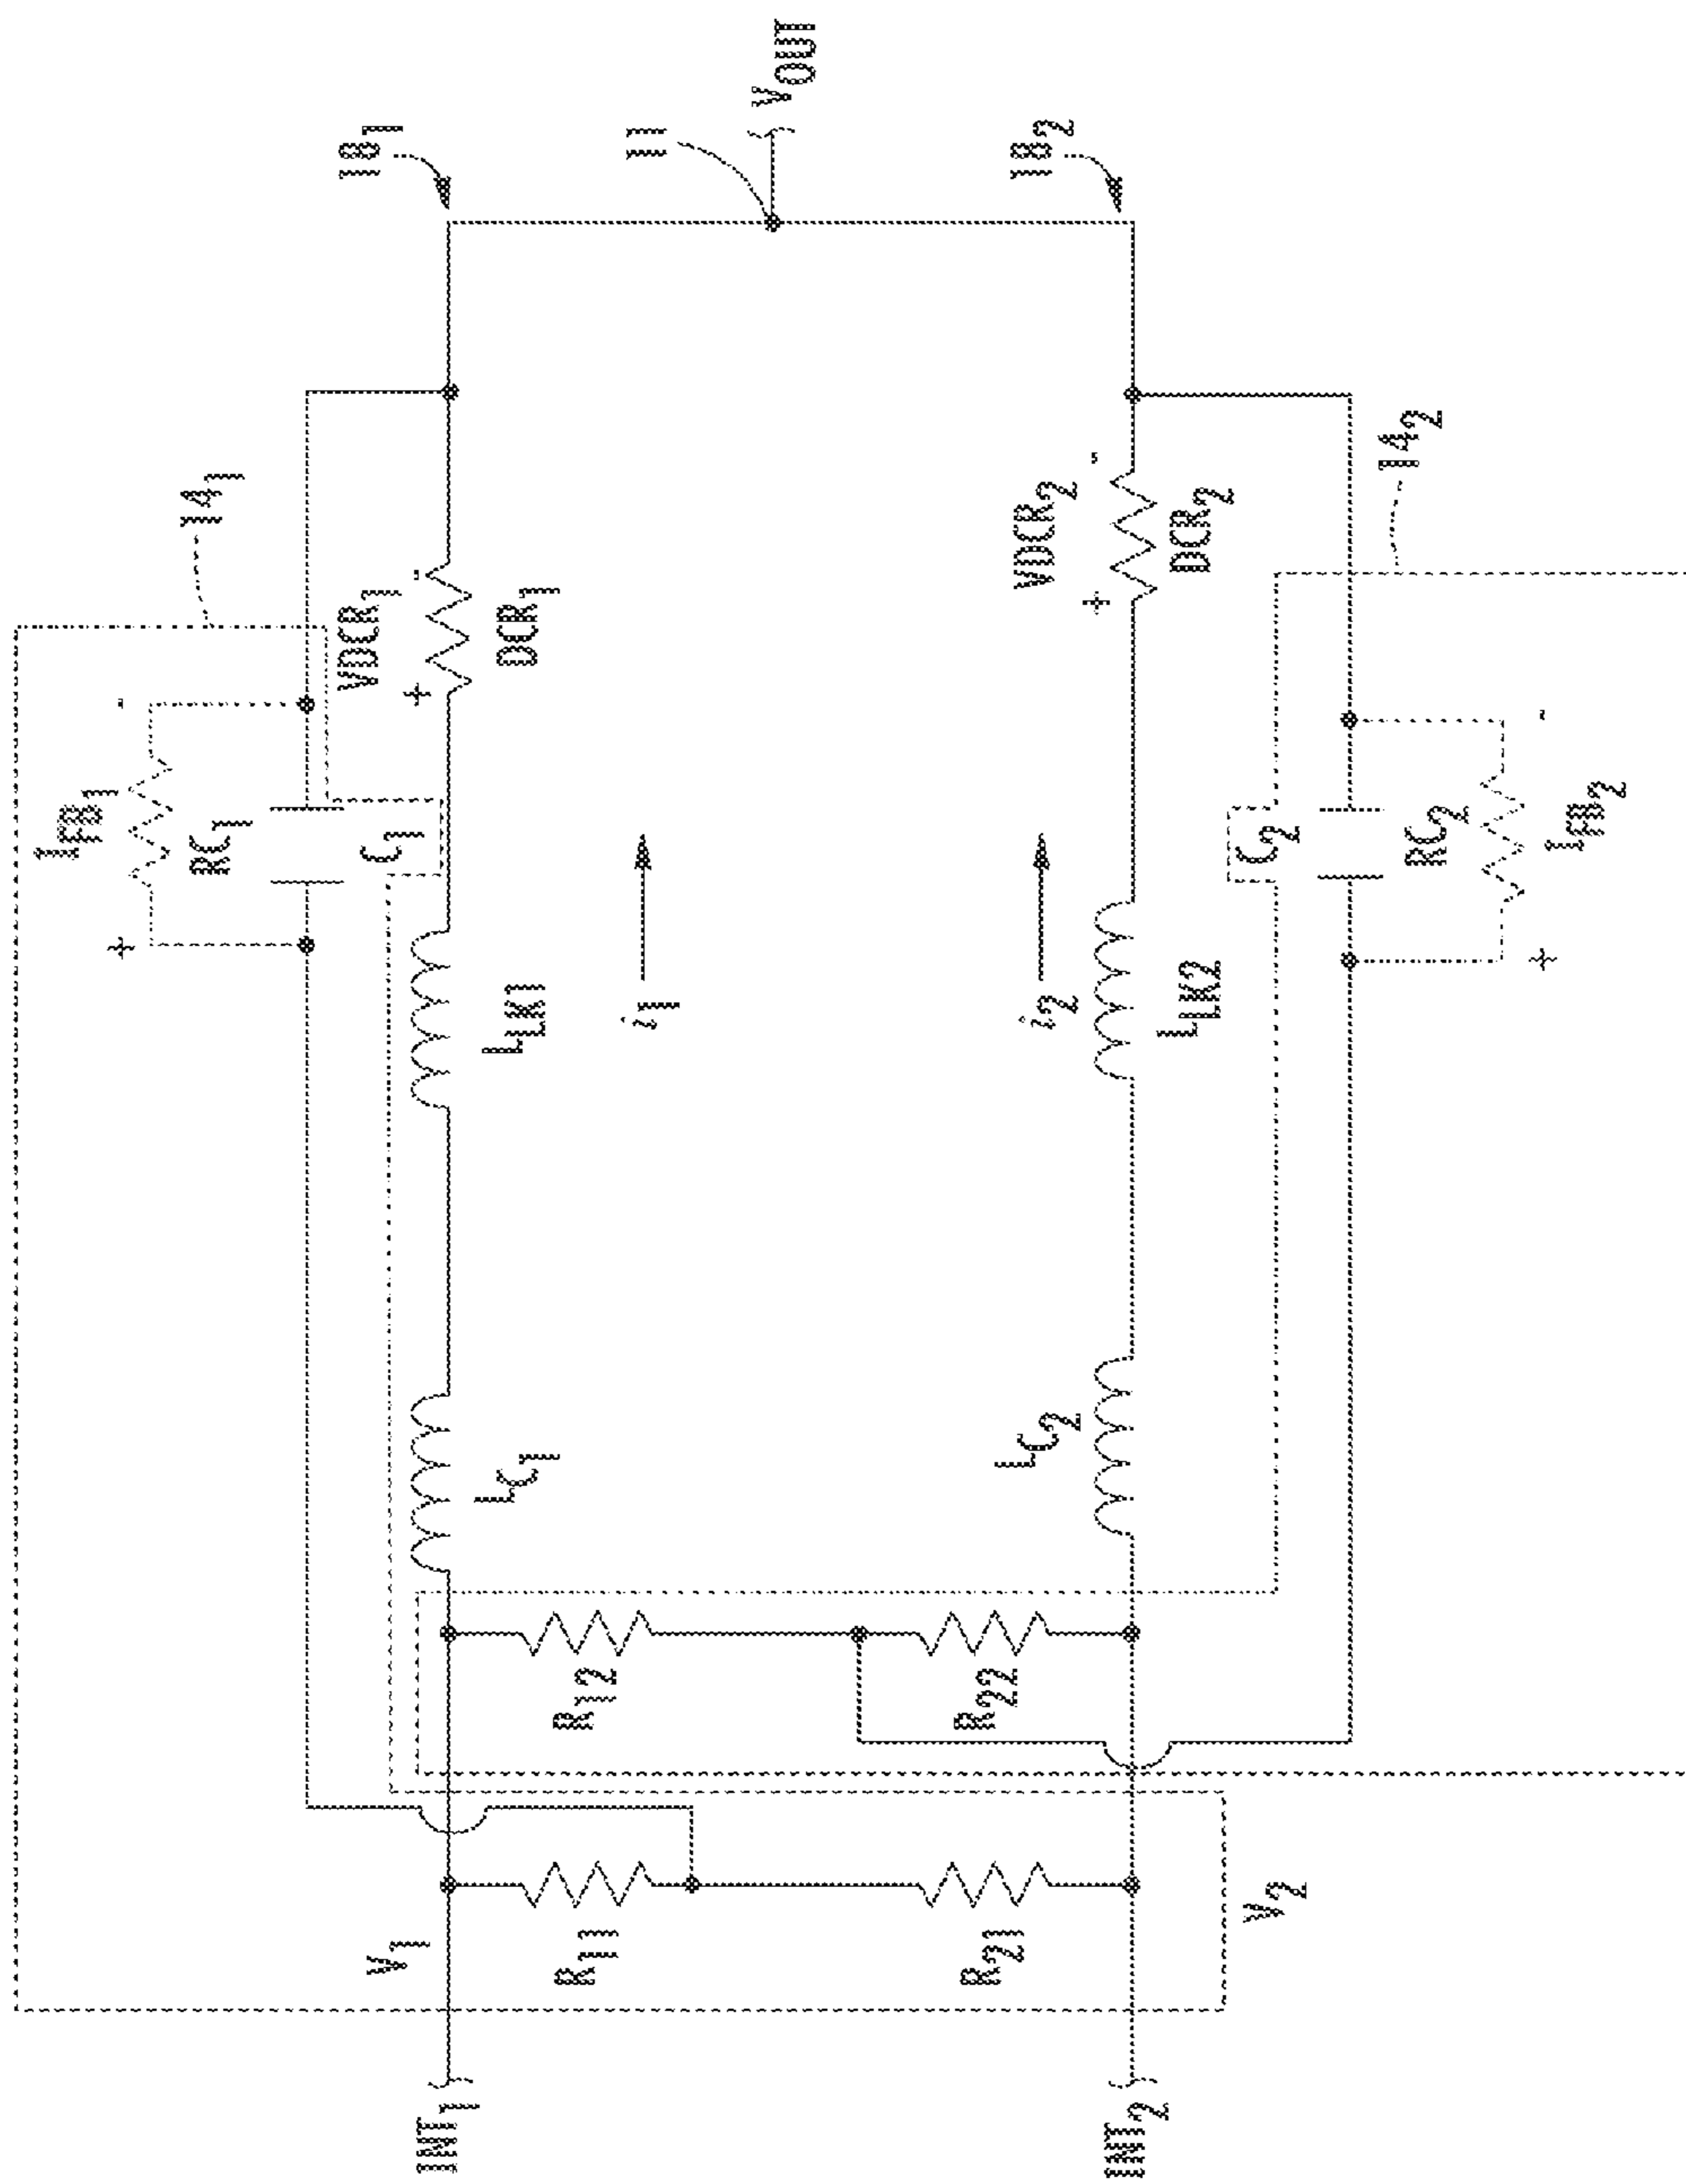 14₁
I_FB₁
+
-
RC₁
C₁
VDCR₁
+
-
DCR₁
18₁
V₁
L_C₁
L_LK1
i₁
INT₁
R₁₁
R₁₂
11
V_OUT
R₂₁
R₂₂
i₂
L_C₂
L_LK2
VDCR₂
+
-
DCR₂
18₂
INT₂
V₂
C₂
14₂
RC₂
I_FB₂
+
-